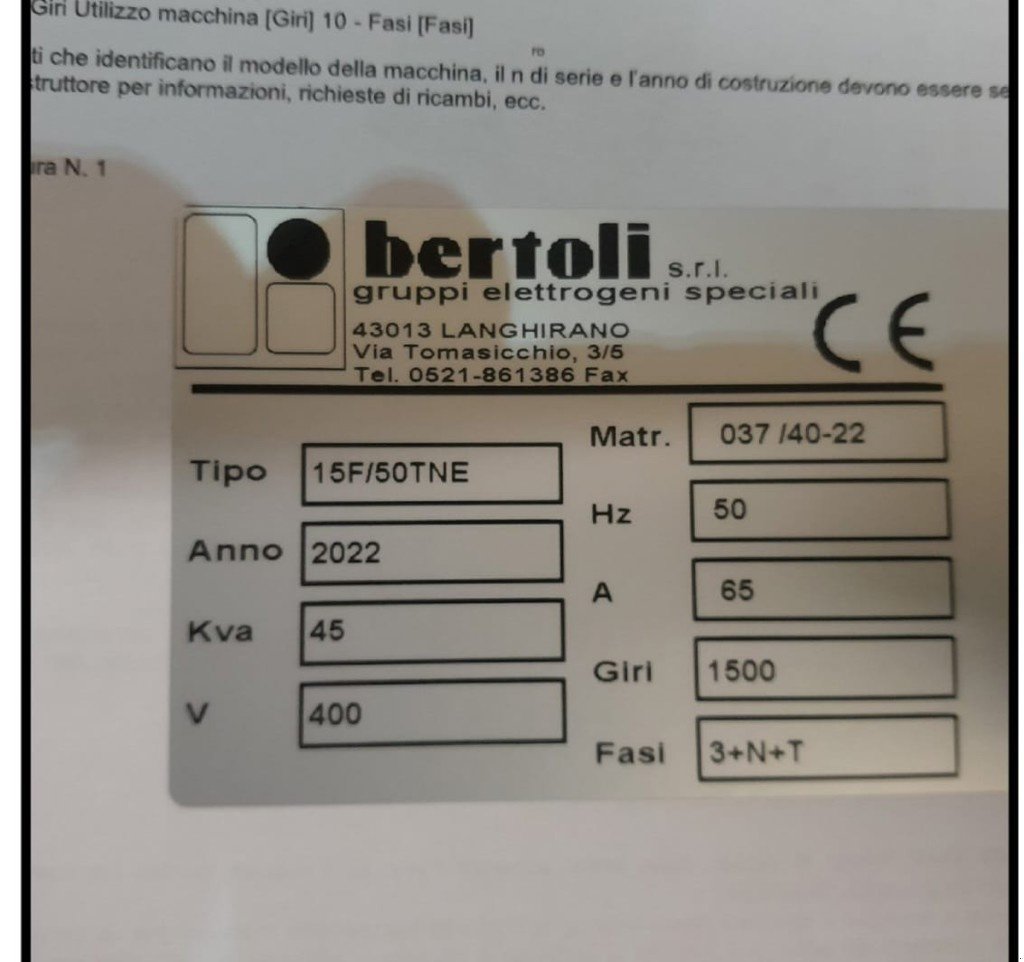 Giri Utilizzo macchina [Giri] 10 - Fasi [Fasi]
ti che identificano il modello della macchina, il n ro di serie e l'anno di costruzione devono essere se
struttore per informazioni, richieste di ricambi, ecc.
ura N. 1
bertoli s.r.l.
gruppi elettrogeni speciali
43013 LANGHIRANO
Via Tomasicchio, 3/5
Tel. 0521-861386 Fax
CE
Matr. 037 /40-22
Tipo 15F/50TNE
Hz 50
Anno 2022
A 65
Kva 45
Giri 1500
V 400
Fasi 3+N+T